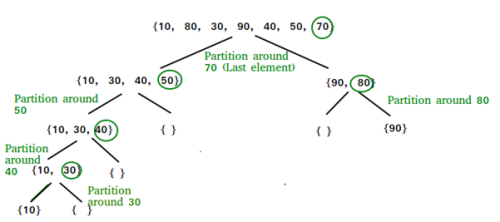 {10, 80, 30, 90, 40, 50, 70}
Partition around
70 (Last element)
{10, 30, 40, 50}
{90, 80}
Partition around
50
Partition around 80
{10, 30, 40}
{ }
{ }
{90}
Partition
around
40
{10, 30}
{ }
Partition
around 30
{10}
{ }